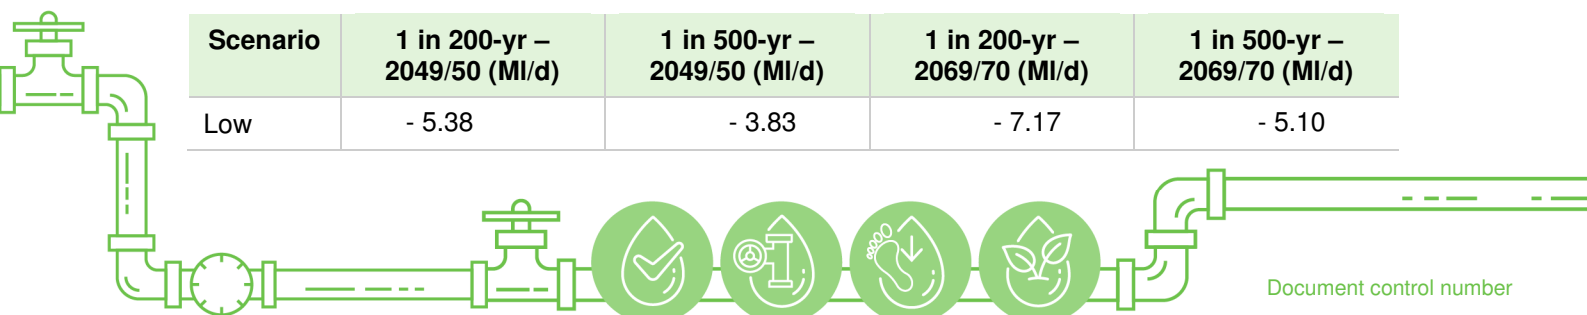 Scenario 1 in 200-yr – 1 in 500-yr – 1 in 200-yr – 1 in 500-yr –
2049/50 (Ml/d) 2049/50 (Ml/d) 2069/70 (Ml/d) 2069/70 (Ml/d)
Low - 5.38 - 3.83 - 7.17 - 5.10
Document control number